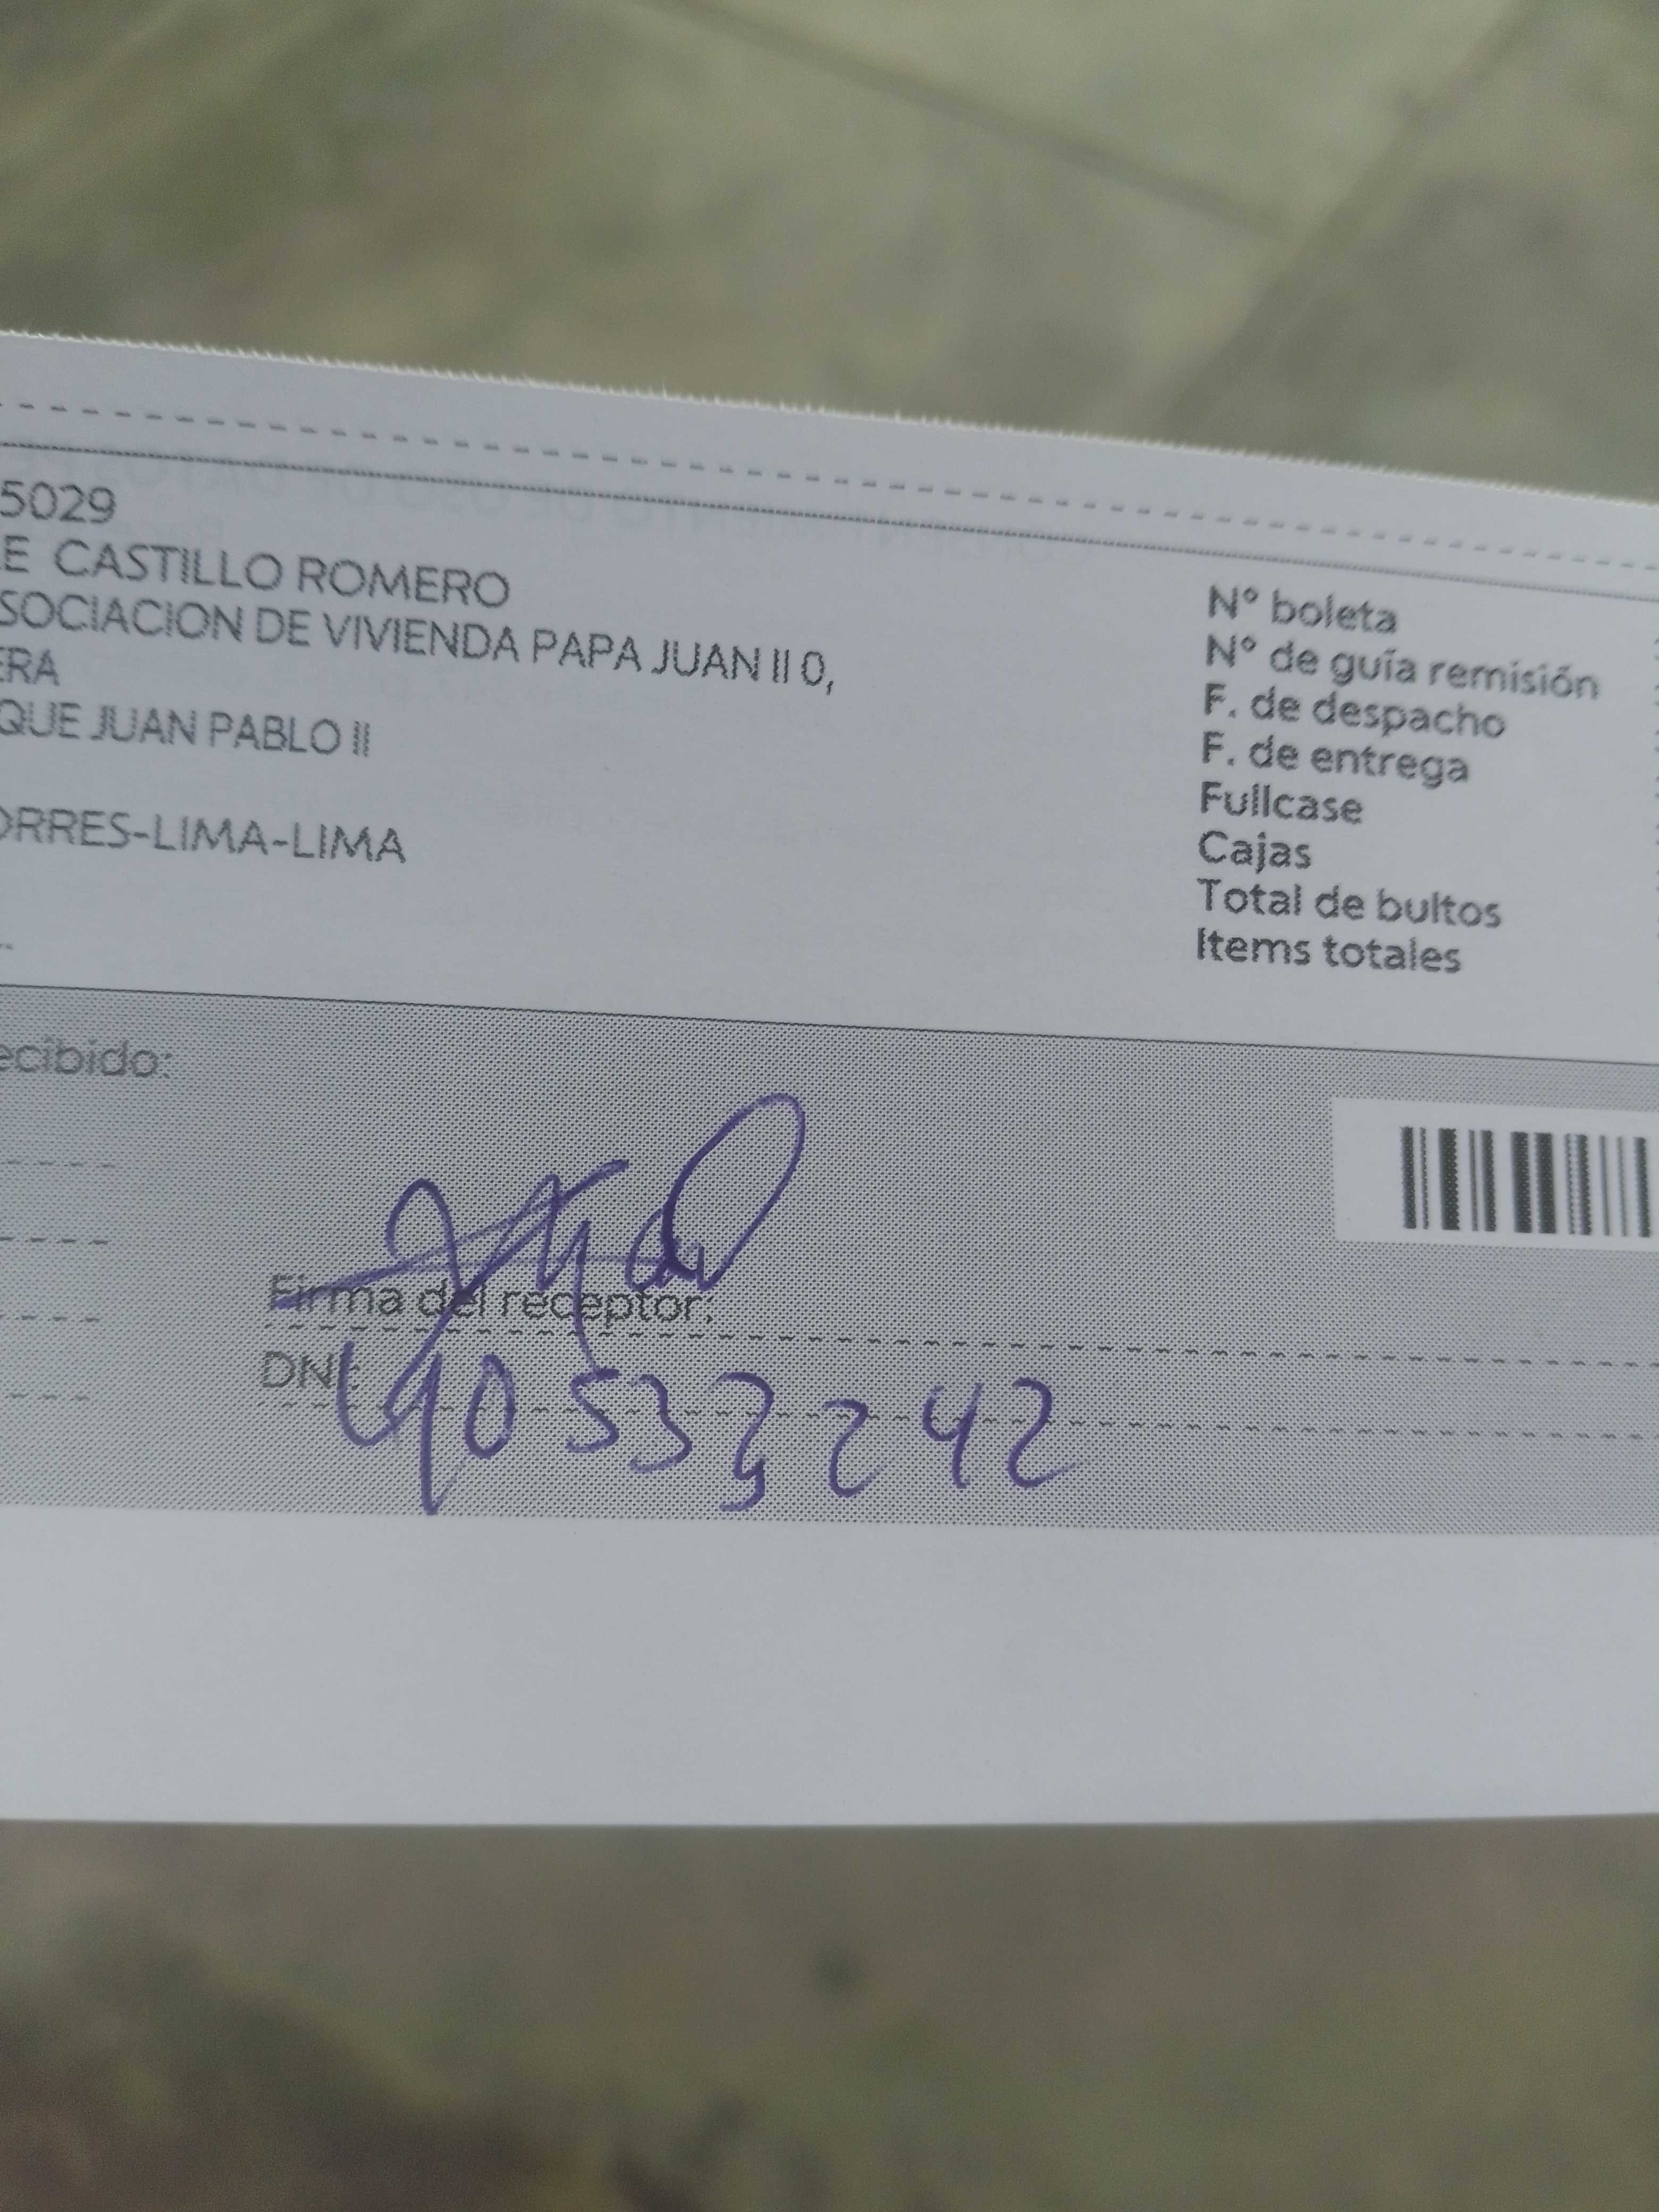 5029
E CASTILLO ROMERO
SOCIACION DE VIVIENDA PAPA JUAN II 0,
ERA
QUE JUAN PABLO II
ORRES-LIMA-LIMA
N° boleta
N° de guía remisión
F. de despacho
F. de entrega
Fullcase
Cajas
Total de bultos
Items totales
ecibido:
Firma del receptor:
DNI: 40532242